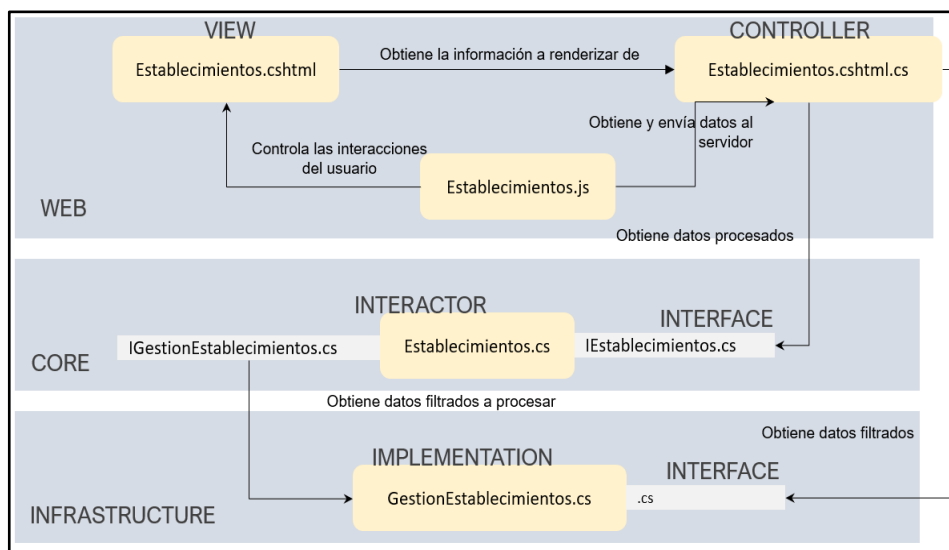 VIEW
CONTROLLER
Establecimientos.cshtml
Obtiene la información a renderizar de
Establecimientos.cshtml.cs
Controla las interacciones
del usuario
Obtiene y envía datos al
servidor
Establecimientos.js
WEB
Obtiene datos procesados
INTERACTOR
INTERFACE
IGestionEstablecimientos.cs
Establecimientos.cs
IEstablecimientos.cs
CORE
Obtiene datos filtrados a procesar
Obtiene datos filtrados
IMPLEMENTATION
INTERFACE
GestionEstablecimientos.cs
.cs
INFRASTRUCTURE